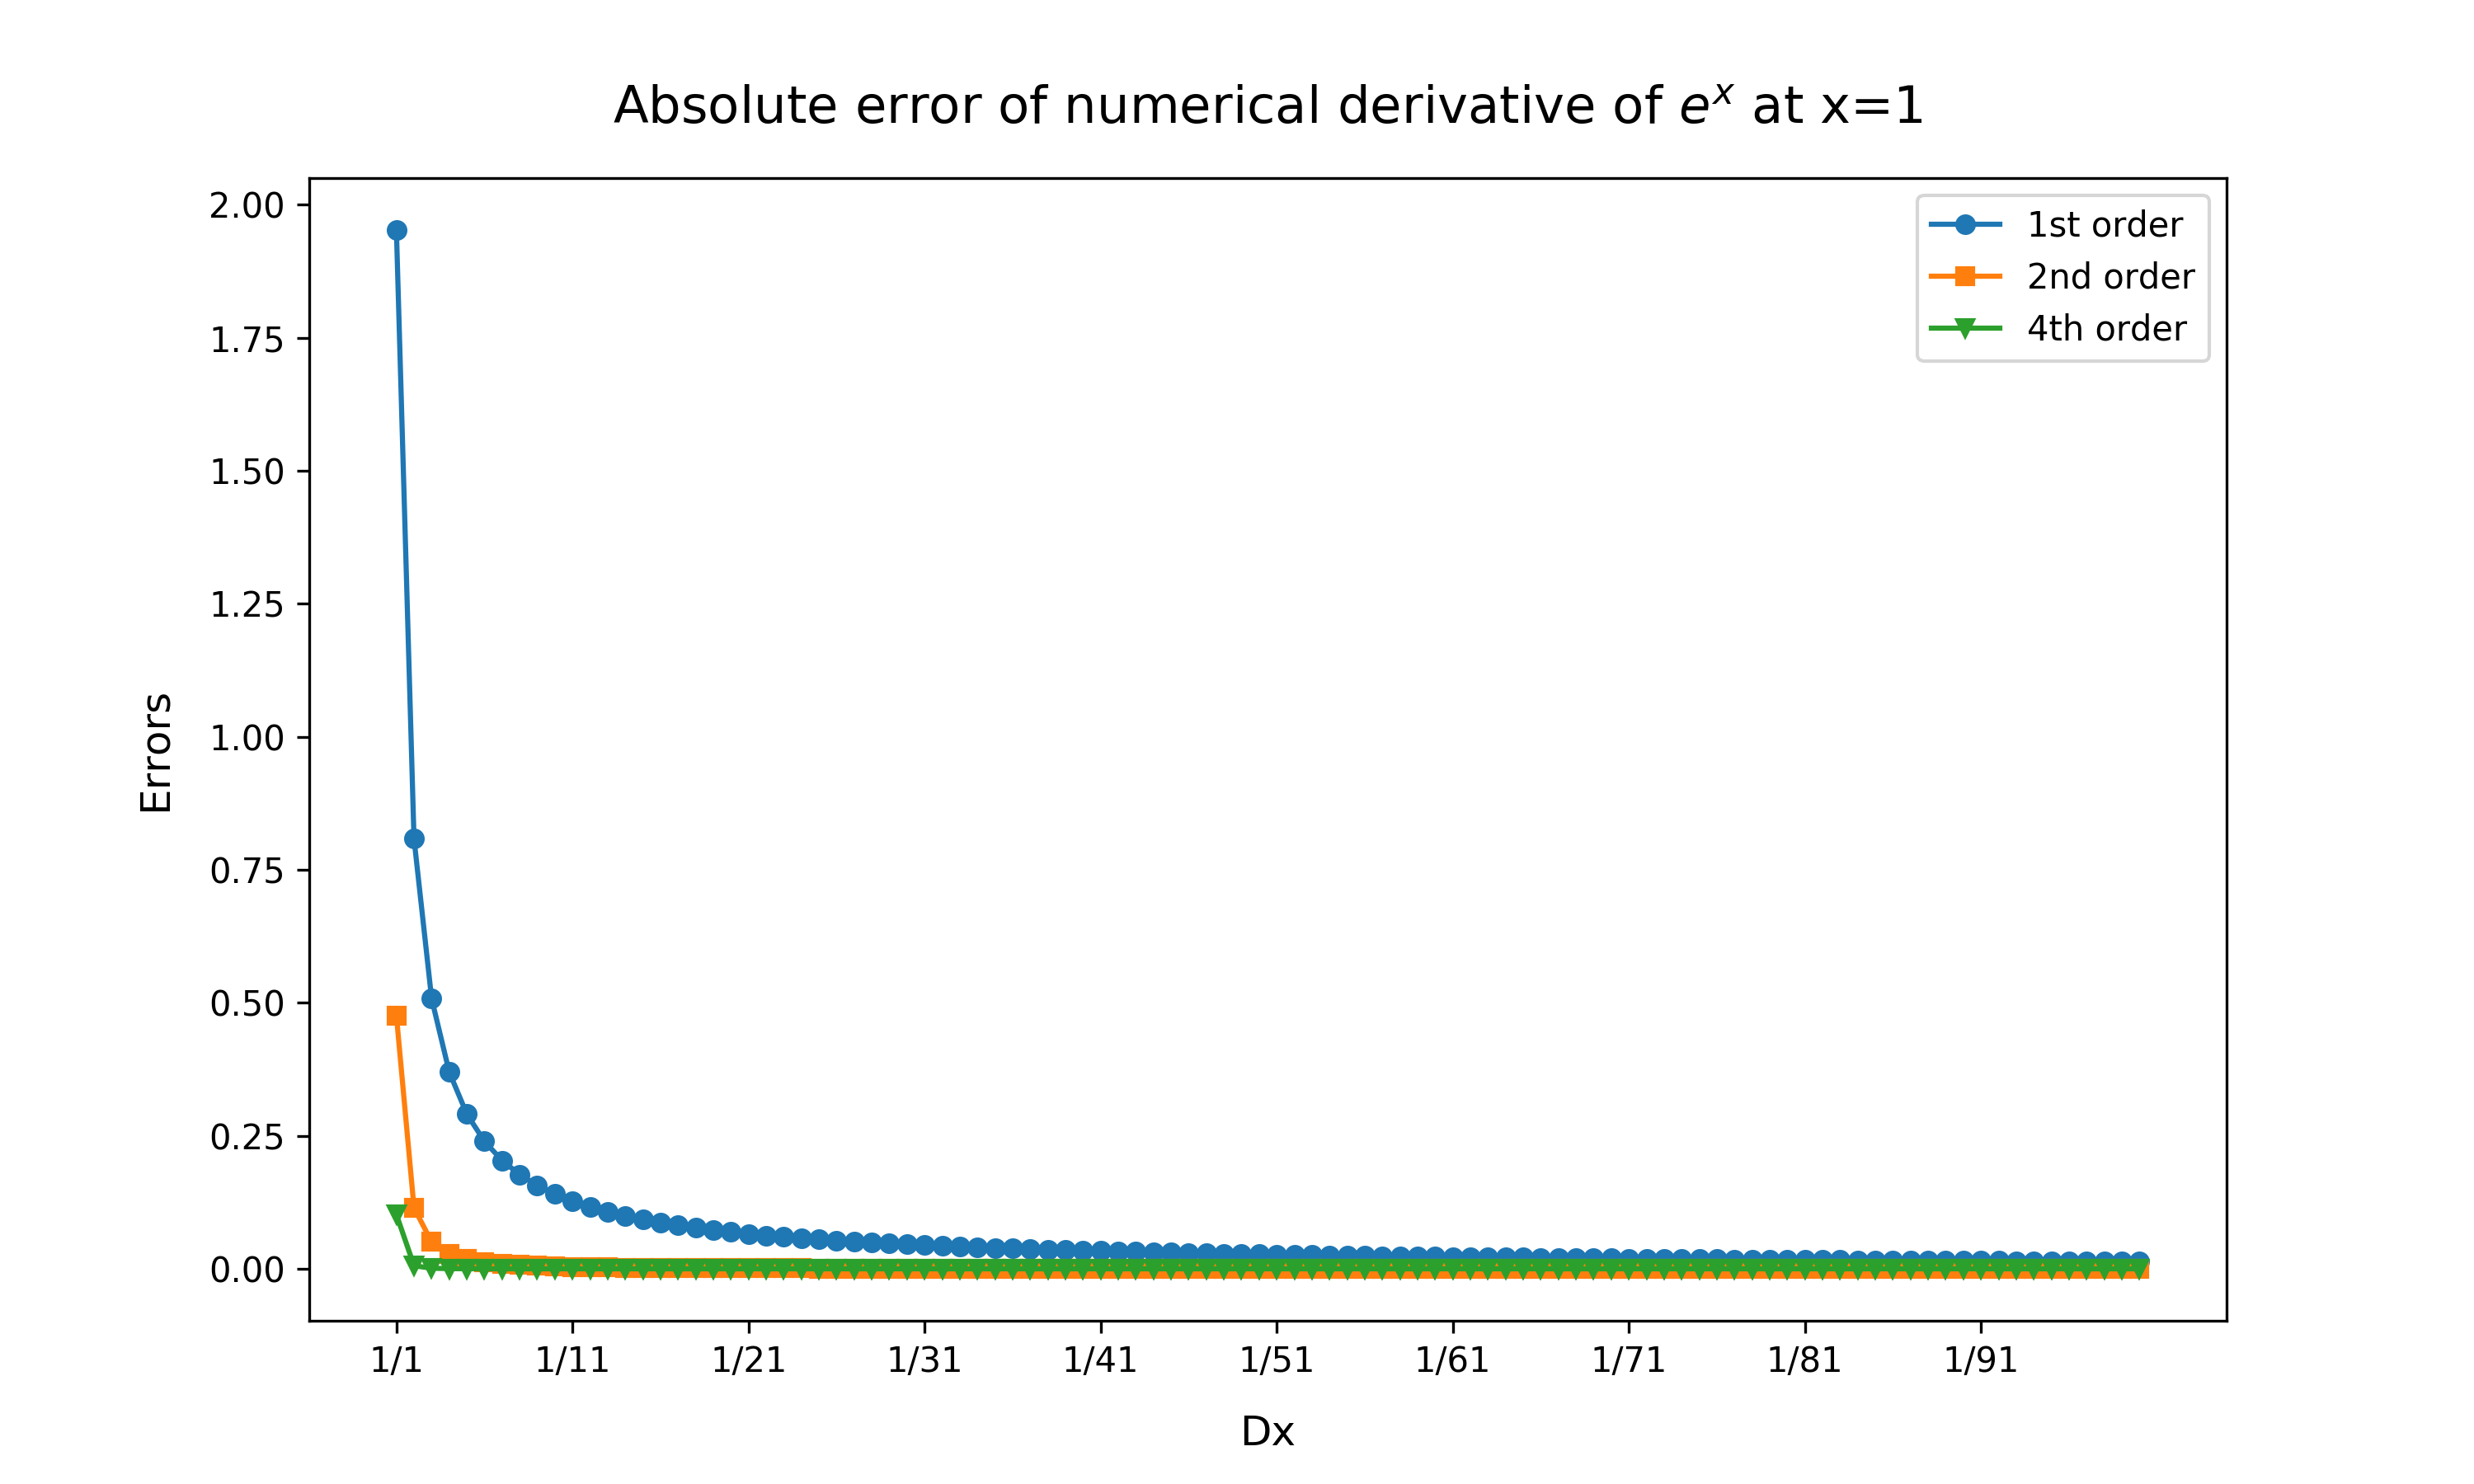 Absolute error of numerical derivative of eˣ at x=1
2.00
1.75
1.50
1.25
1.00
0.75
0.50
0.25
0.00
Errors
1st order
2nd order
4th order
1/1 1/11 1/21 1/31 1/41 1/51 1/61 1/71 1/81 1/91
Dx